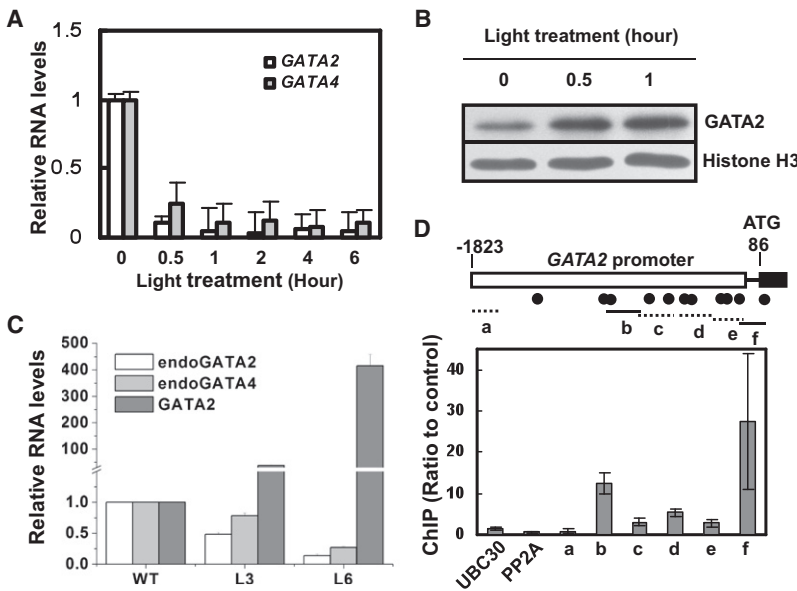 A
Relative RNA levels
1.5
1
0.5
0
GATA2
GATA4
0 0.5 1 2 4 6
Light treatment (Hour)
B
Light treatment (hour)
0 0.5 1
GATA2
Histone H3
C
Relative RNA levels
500
400
300
200
100
1.0
0.5
0.0
endoGATA2
endoGATA4
GATA2
WT L3 L6
D
-1823
GATA2 promoter
ATG
86
a b c d e f
ChIP (Ratio to control)
40
30
20
10
0
UBC30 PP2A a b c d e f